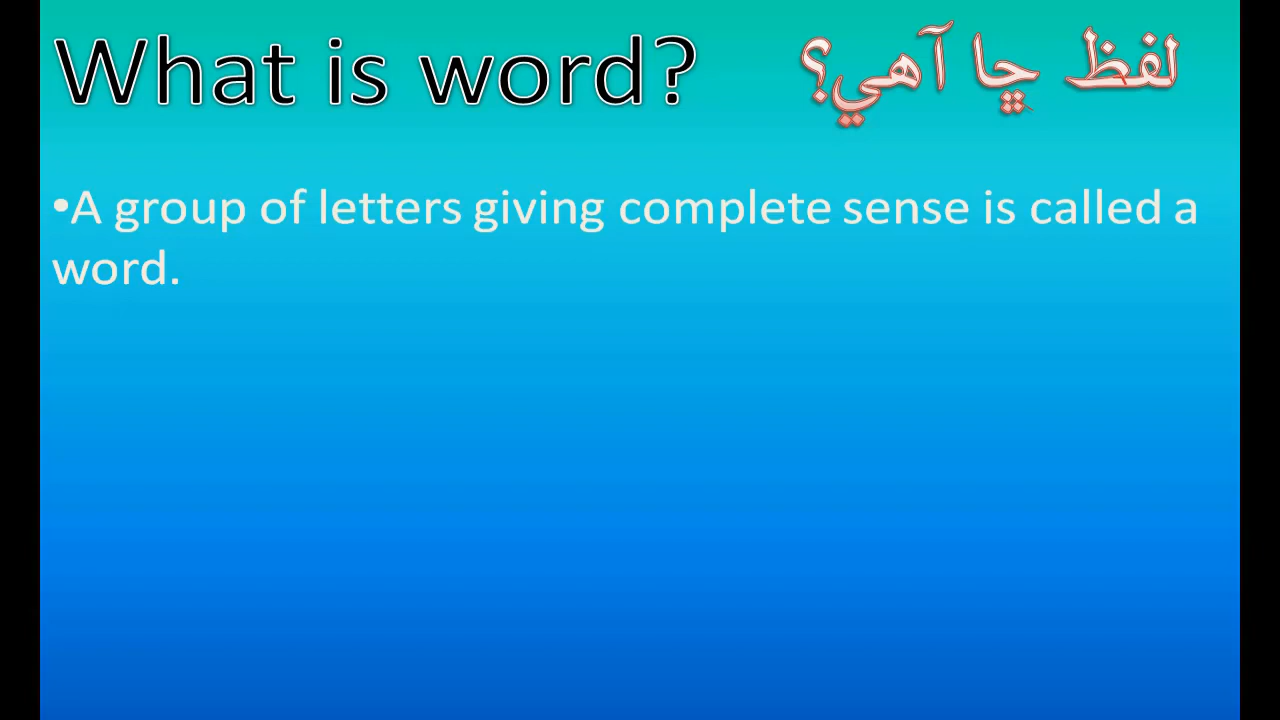 What is word?
لفظ ڇا آهي؟
•A group of letters giving complete sense is called a
word.